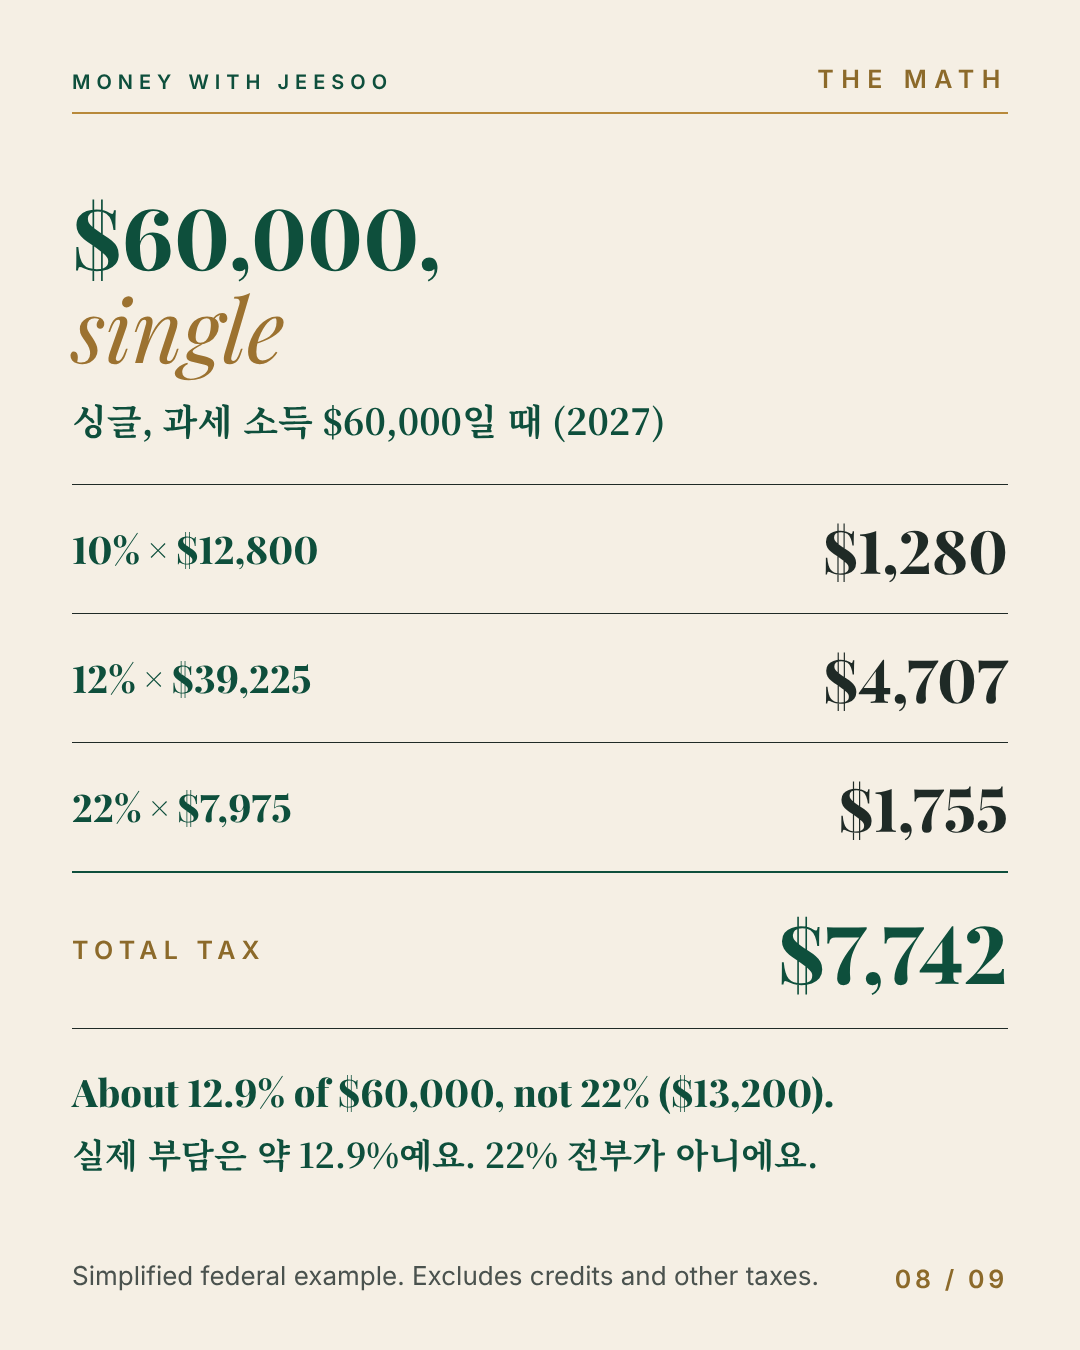 MONEY WITH JEESOO
THE MATH
$60,000,
single
싱글, 과세 소득 $60,000일 때 (2027)
10% × $12,800
$1,280
12% × $39,225
$4,707
22% × $7,975
$1,755
TOTAL TAX
$7,742
About 12.9% of $60,000, not 22% ($13,200).
실제 부담은 약 12.9%예요. 22% 전부가 아니에요.
Simplified federal example. Excludes credits and other taxes.
08 / 09